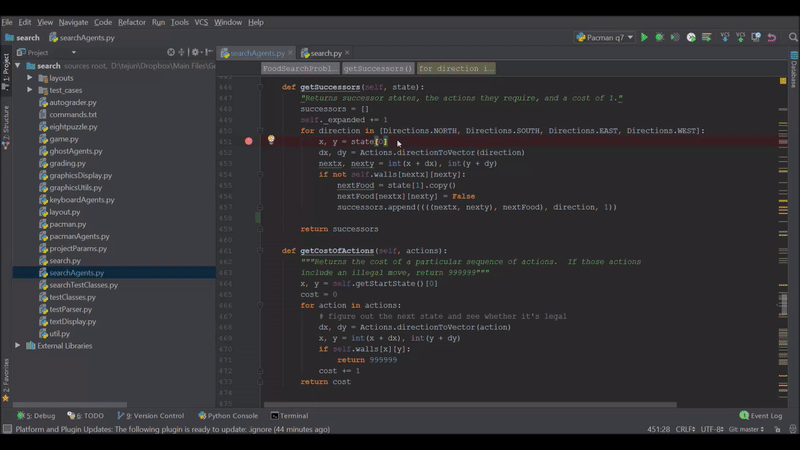 File Edit View Navigate Code Refactor Run Tools VCS Window Help
search searchAgents.py Pacman q7
Project searchAgents.py search.py
FoodSearchProbl... getSuccessors() for direction i...
search sources root, D:\tejun\Dropbox\Main Files\G
layouts
test_cases
autograder.py
commands.txt
eightpuzzle.py
game.py
ghostAgents.py
grading.py
graphicsDisplay.py
graphicsUtils.py
keyboardAgents.py
layout.py
pacman.py
pacmanAgents.py
projectParams.py
search.py
searchAgents.py
searchTestClasses.py
testClasses.py
testParser.py
textDisplay.py
util.py
External Libraries
1: Project
7: Structure
2: Favorites
446 def getSuccessors(self, state):
447 "Returns successor states, the actions they require, and a cost of 1."
448 successors = []
449 self._expanded += 1
450 for direction in [Directions.NORTH, Directions.SOUTH, Directions.EAST, Directions.WEST]:
451 x, y = state[0]
452 dx, dy = Actions.directionToVector(direction)
453 nextx, nexty = int(x + dx), int(y + dy)
454 if not self.walls[nextx][nexty]:
455 nextFood = state[1].copy()
456 nextFood[nextx][nexty] = False
457 successors.append((((nextx, nexty), nextFood), direction, 1))
458
459 return successors
460
461 def getCostOfActions(self, actions):
462 """Returns the cost of a particular sequence of actions. If those actions
463 include an illegal move, return 999999"""
464 x, y = self.getStartState()[0]
465 cost = 0
466 for action in actions:
467 # figure out the next state and see whether it's legal
468 dx, dy = Actions.directionToVector(action)
469 x, y = int(x + dx), int(y + dy)
470 if self.walls[x][y]:
471 return 999999
472 cost += 1
473 return cost
474
475
Database
5: Debug 6: TODO 9: Version Control Python Console Terminal Event Log
Platform and Plugin Updates: The following plugin is ready to update: .ignore (44 minutes ago) 451:28 CRLF UTF-8 Git: master